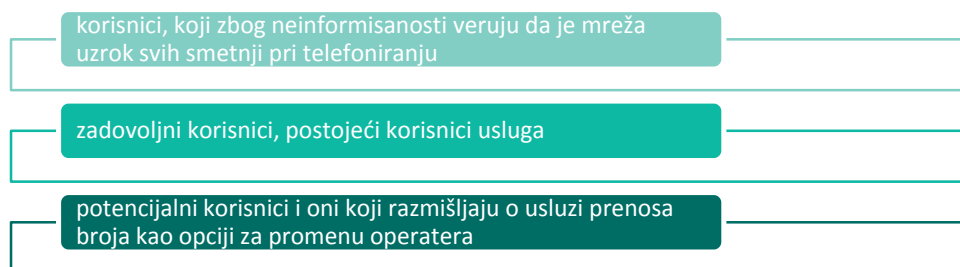 korisnici, koji zbog neinformisanosti veruju da je mreža
uzrok svih smetnji pri telefoniranju
zadovoljni korisnici, postojeći korisnici usluga
potencijalni korisnici i oni koji razmišljaju o usluzi prenosa
broja kao opciji za promenu operatera